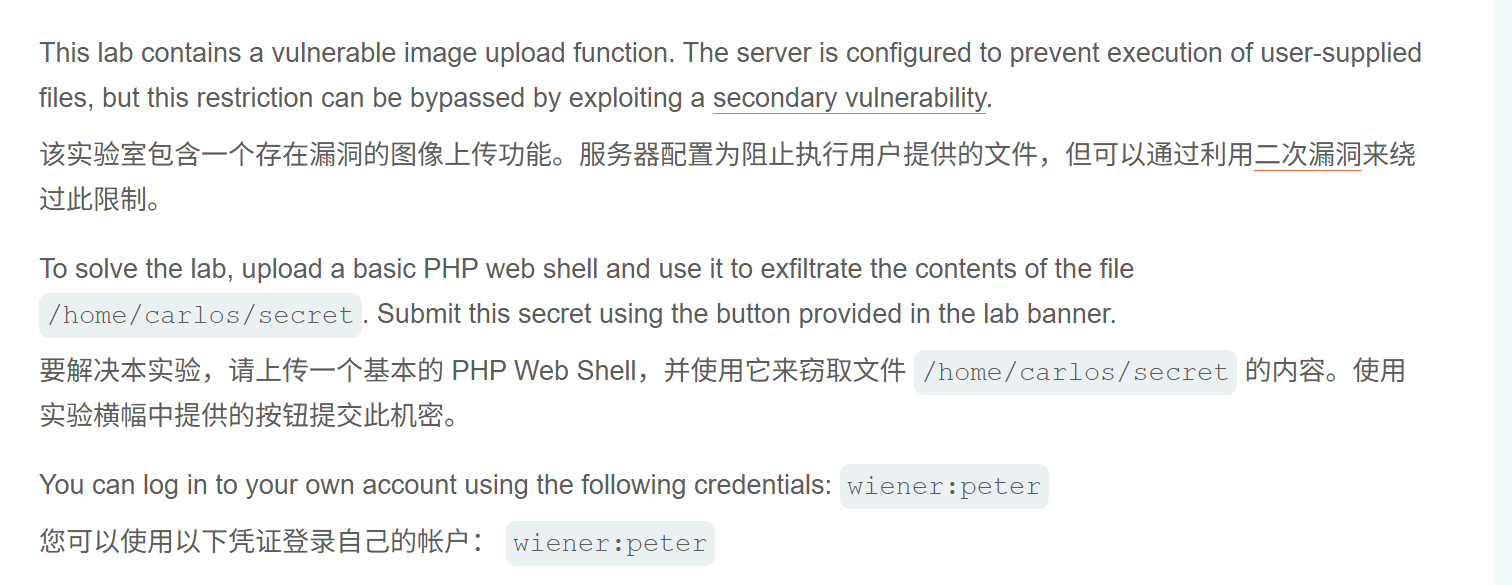 This lab contains a vulnerable image upload function. The server is configured to prevent execution of user-supplied
files, but this restriction can be bypassed by exploiting a secondary vulnerability.
该实验室包含一个存在漏洞的图像上传功能。服务器配置为阻止执行用户提供的文件，但可以通过利用二次漏洞来绕
过此限制。
To solve the lab, upload a basic PHP web shell and use it to exfiltrate the contents of the file
/home/carlos/secret. Submit this secret using the button provided in the lab banner.
要解决本实验，请上传一个基本的 PHP Web Shell，并使用它来窃取文件 /home/carlos/secret 的内容。使用
实验横幅中提供的按钮提交此机密。
You can log in to your own account using the following credentials: wiener:peter
您可以使用以下凭证登录自己的帐户： wiener:peter